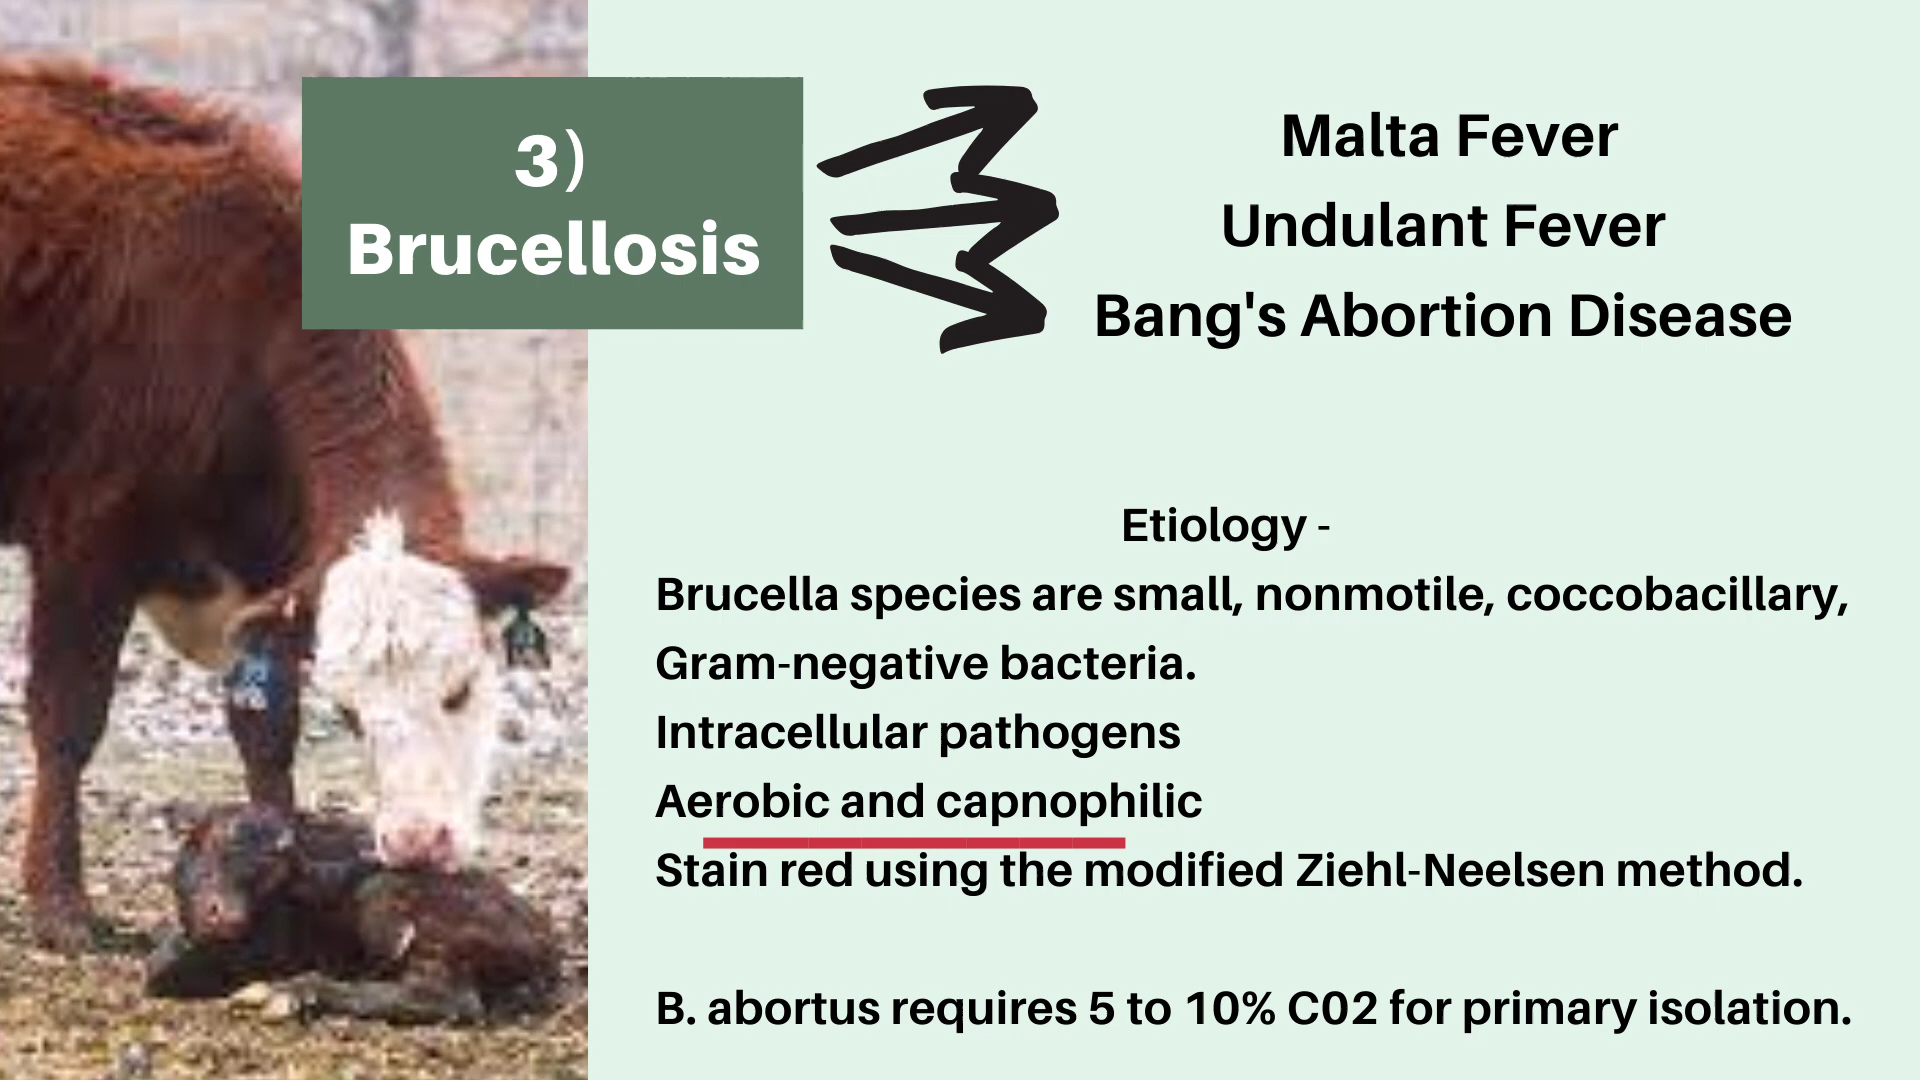 3)
Brucellosis
Malta Fever
Undulant Fever
Bang's Abortion Disease
Etiology -
Brucella species are small, nonmotile, coccobacillary,
Gram-negative bacteria.
Intracellular pathogens
Aerobic and capnophilic
Stain red using the modified Ziehl-Neelsen method.
B. abortus requires 5 to 10% C02 for primary isolation.